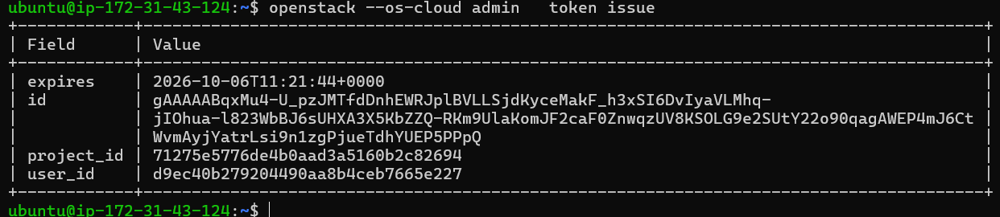 ubuntu@ip-172-31-43-124:~$ openstack --os-cloud admin   token issue
+------------+----------------------------------------------------------------------------------------------+
| Field      | Value                                                                                        |
+------------+----------------------------------------------------------------------------------------------+
| expires    | 2026-10-06T11:21:44+0000                                                                     |
| id         | gAAAAABqxMu4-U_pzJMTfdDnhEWRJplBVLLSjdKyceMakF_h3xSI6DvIyaVLMhq-                             |
|            | jIOhua-l823WbBJ6sUHXA3X5KbZZQ-RKm9UlaKomJF2caF0ZnwqzUV8KSOLG9e2SUtY22o90qagAWEP4mJ6Ct |
|            | WvmAyjYatrLsi9n1zgPjueTdhYUEP5PPpQ                                                           |
| project_id | 71275e5776de4b0aad3a5160b2c82694                                                             |
| user_id    | d9ec40b279204490aa8b4ceb7665e227                                                             |
+------------+----------------------------------------------------------------------------------------------+
ubuntu@ip-172-31-43-124:~$